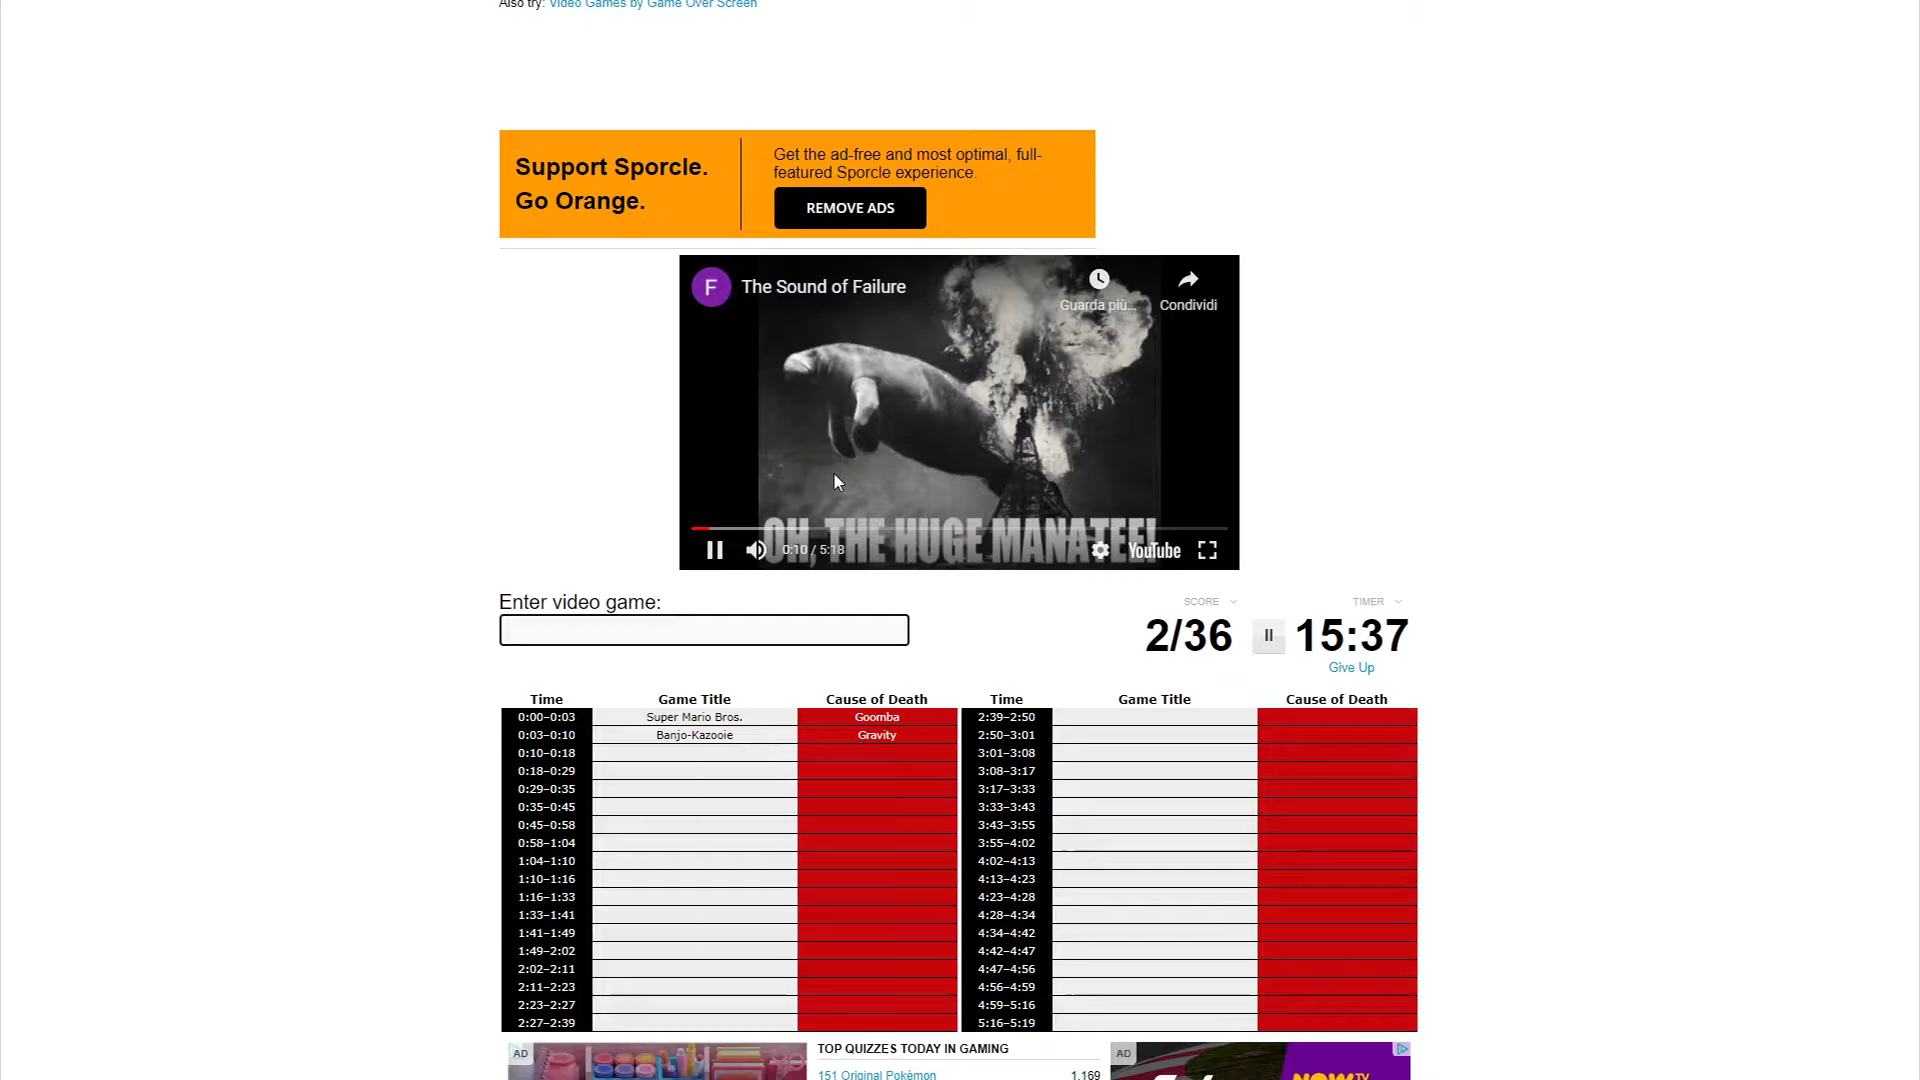 Also try: Video Games by Game Over Screen
Support Sporcle.
Go Orange.
Get the ad-free and most optimal, full-
featured Sporcle experience.
REMOVE ADS
F
The Sound of Failure
Guarda più...
Condividi
OH, THE HUGE MANATEE!
0:10 / 5:18
YouTube
Enter video game:
SCORE
2/36
TIMER
15:37
Give Up
Time Game Title Cause of Death
0:00–0:03 Super Mario Bros. Goomba
0:03–0:10 Banjo-Kazooie Gravity
0:10–0:18
0:18–0:29
0:29–0:35
0:35–0:45
0:45–0:58
0:58–1:04
1:04–1:10
1:10–1:16
1:16–1:33
1:33–1:41
1:41–1:49
1:49–2:02
2:02–2:11
2:11–2:23
2:23–2:27
2:27–2:39
Time Game Title Cause of Death
2:39–2:50
2:50–3:01
3:01–3:08
3:08–3:17
3:17–3:33
3:33–3:43
3:43–3:55
3:55–4:02
4:02–4:13
4:13–4:23
4:23–4:28
4:28–4:34
4:34–4:42
4:42–4:47
4:47–4:56
4:56–4:59
4:59–5:16
5:16–5:19
AD
TOP QUIZZES TODAY IN GAMING
151 Original Pokémon 1,169
AD
NOW TV